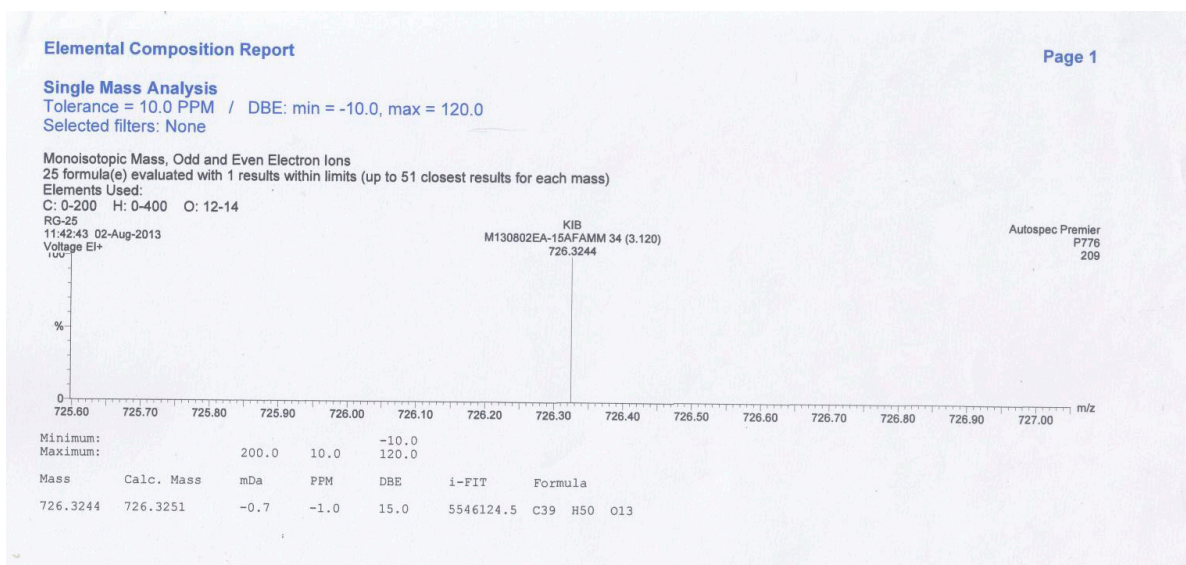 Elemental Composition Report
Page 1
Single Mass Analysis
Tolerance = 10.0 PPM / DBE: min = -10.0, max = 120.0
Selected filters: None
Monoisotopic Mass, Odd and Even Electron Ions
25 formula(e) evaluated with 1 results within limits (up to 51 closest results for each mass)
Elements Used:
C: 0-200 H: 0-400 O: 12-14
RG-25
11:42:43 02-Aug-2013
Voltage EI+
KIB
M130802EA-15AFAMM 34 (3.120)
726.3244
Autospec Premier
P776
209
100
%
0
725.60 725.70 725.80 725.90 726.00 726.10 726.20 726.30 726.40 726.50 726.60 726.70 726.80 726.90 727.00 m/z
Minimum: -10.0
Maximum: 200.0 10.0 120.0
Mass Calc. Mass mDa PPM DBE i-FIT Formula
726.3244 726.3251 -0.7 -1.0 15.0 5546124.5 C39 H50 O13